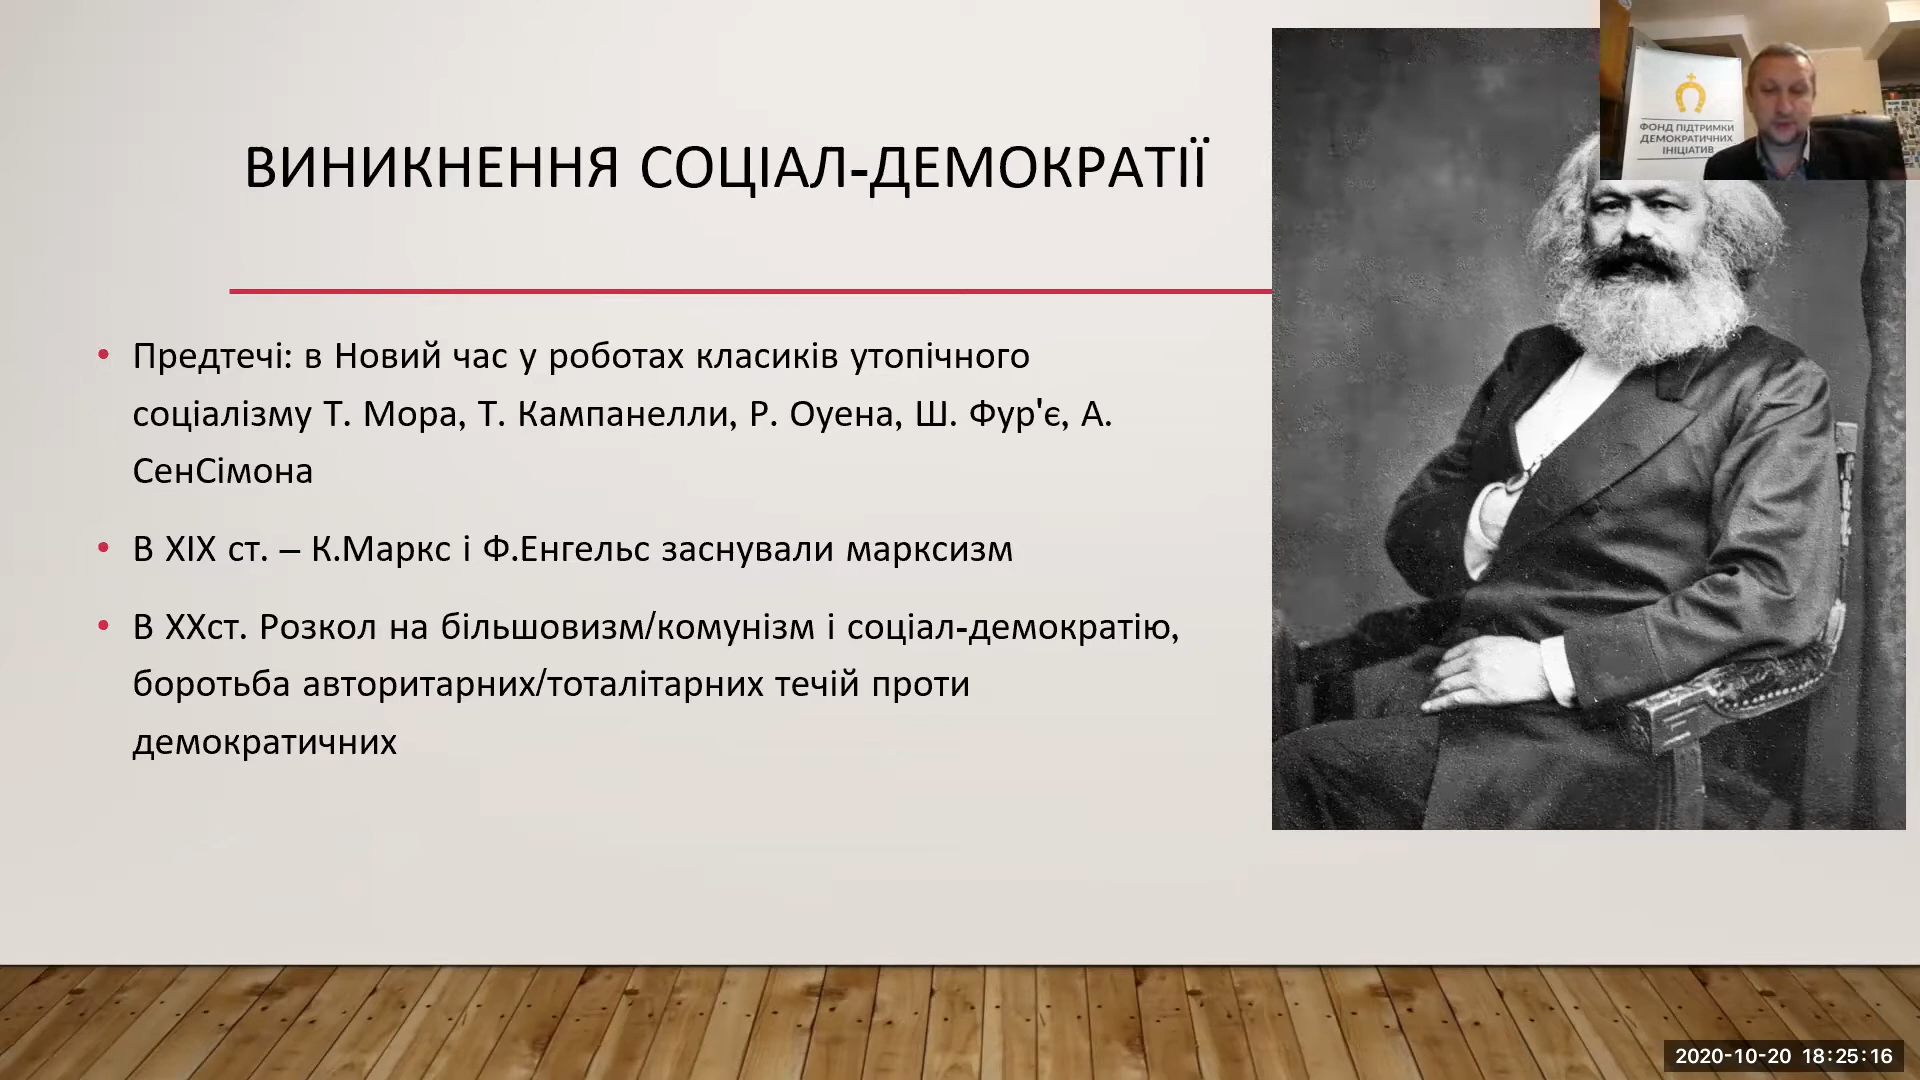 ВИНИКНЕННЯ СОЦІАЛ-ДЕМОКРАТІЇ
• Предтечі: в Новий час у роботах класиків утопічного
соціалізму Т. Мора, Т. Кампанелли, Р. Оуена, Ш. Фур'є, А.
СенСімона
• В ХІХ ст. – К.Маркс і Ф.Енгельс заснували марксизм
• В ХХст. Розкол на більшовизм/комунізм і соціал-демократію,
боротьба авторитарних/тоталітарних течій проти
демократичних
ФОНД ПІДТРИМКИ
ДЕМОКРАТИЧНИХ
ІНІЦІАТИВ
2020-10-20 18:25:16